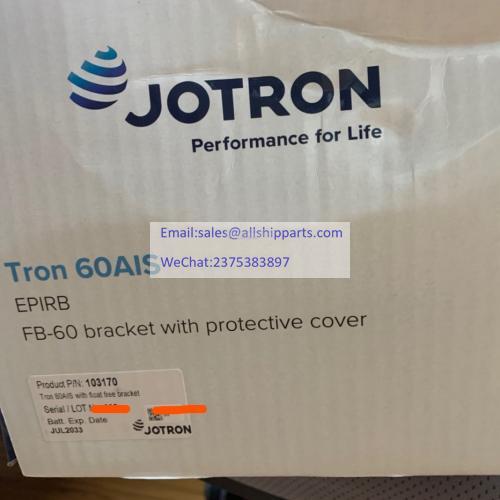 JOTRON
Performance for Life
Email:sales@allshipparts.com
WeChat:2375383897
Tron 60AIS
EPIRB
FB-60 bracket with protective cover
Product P/N: 103170
Tron 60AIS with float free bracket
Serial / LOT
Batt. Exp. Date
JUL2033
JOTRON